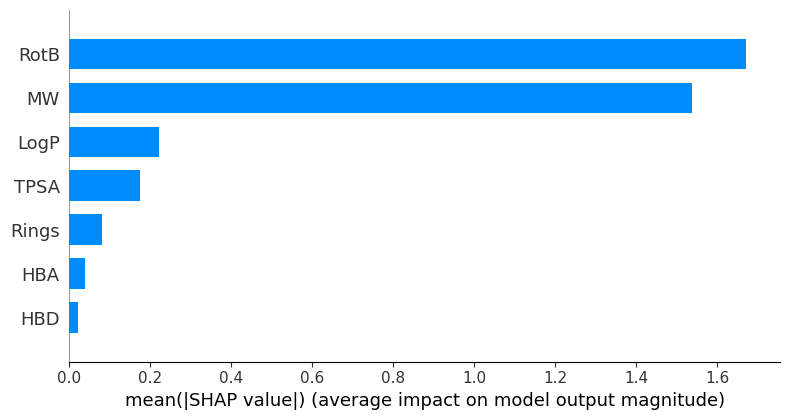 RotB
MW
LogP
TPSA
Rings
HBA
HBD
0.0 0.2 0.4 0.6 0.8 1.0 1.2 1.4 1.6
mean(|SHAP value|) (average impact on model output magnitude)